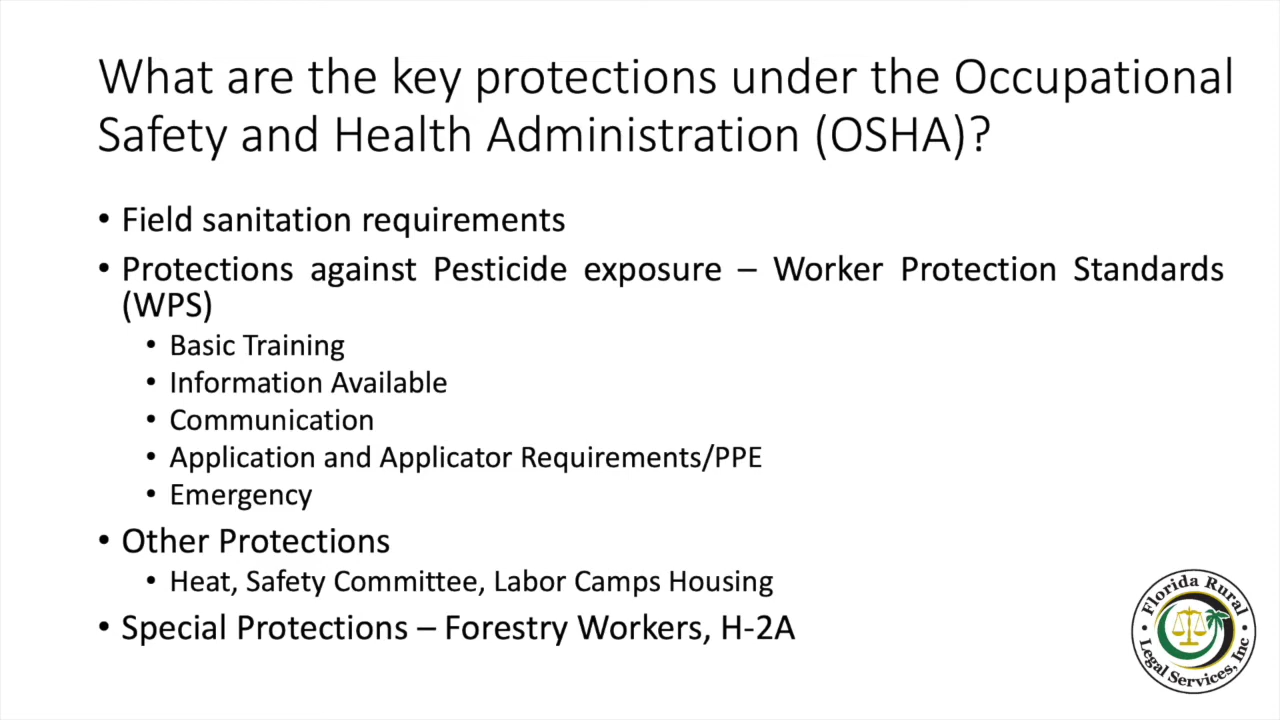 What are the key protections under the Occupational
Safety and Health Administration (OSHA)?
• Field sanitation requirements
• Protections against Pesticide exposure – Worker Protection Standards
(WPS)
• Basic Training
• Information Available
• Communication
• Application and Applicator Requirements/PPE
• Emergency
• Other Protections
• Heat, Safety Committee, Labor Camps Housing
• Special Protections – Forestry Workers, H-2A
• Florida Rural •
Legal Services, Inc